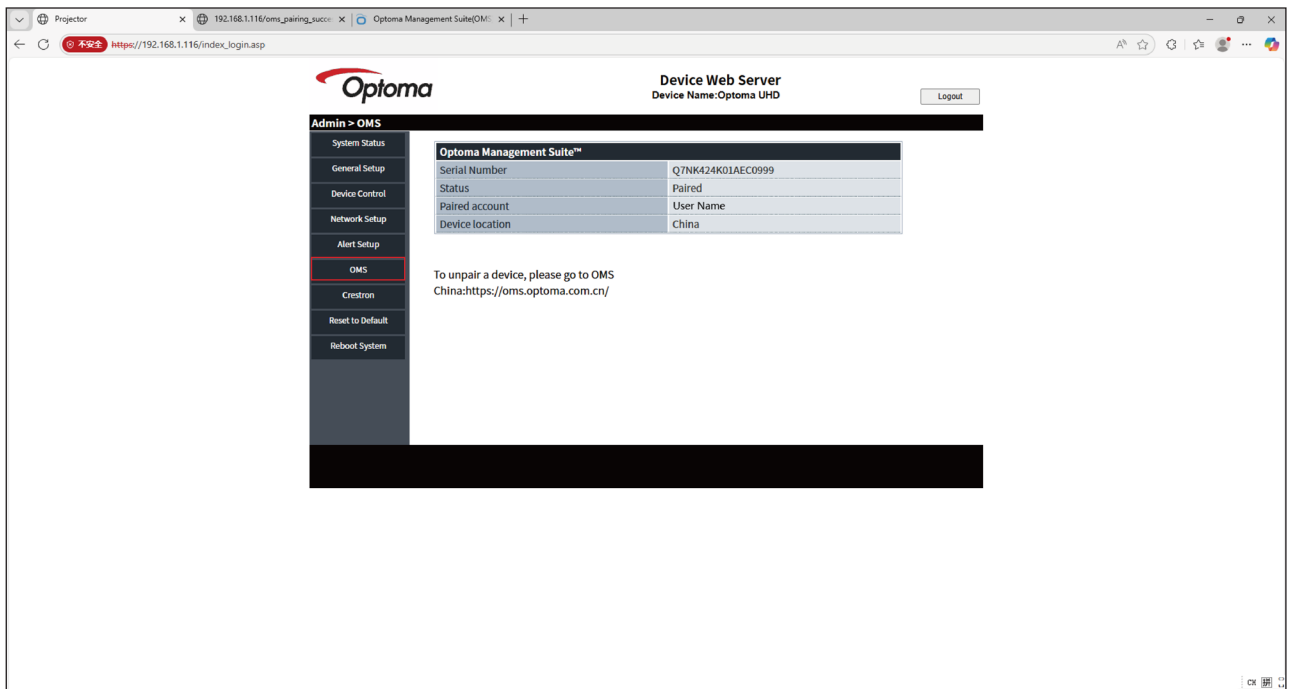 Projector
192.168.1.116/oms_pairing_succe
Optoma Management Suite(OMS
不安全 https://192.168.1.116/index_login.asp
Optoma
Device Web Server
Device Name:Optoma UHD
Logout
Admin > OMS
System Status
General Setup
Device Control
Network Setup
Alert Setup
OMS
Crestron
Reset to Default
Reboot System
Optoma Management Suite™
Serial Number Q7NK424K01AEC0999
Status Paired
Paired account User Name
Device location China
To unpair a device, please go to OMS
China:https://oms.optoma.com.cn/
CH 拼